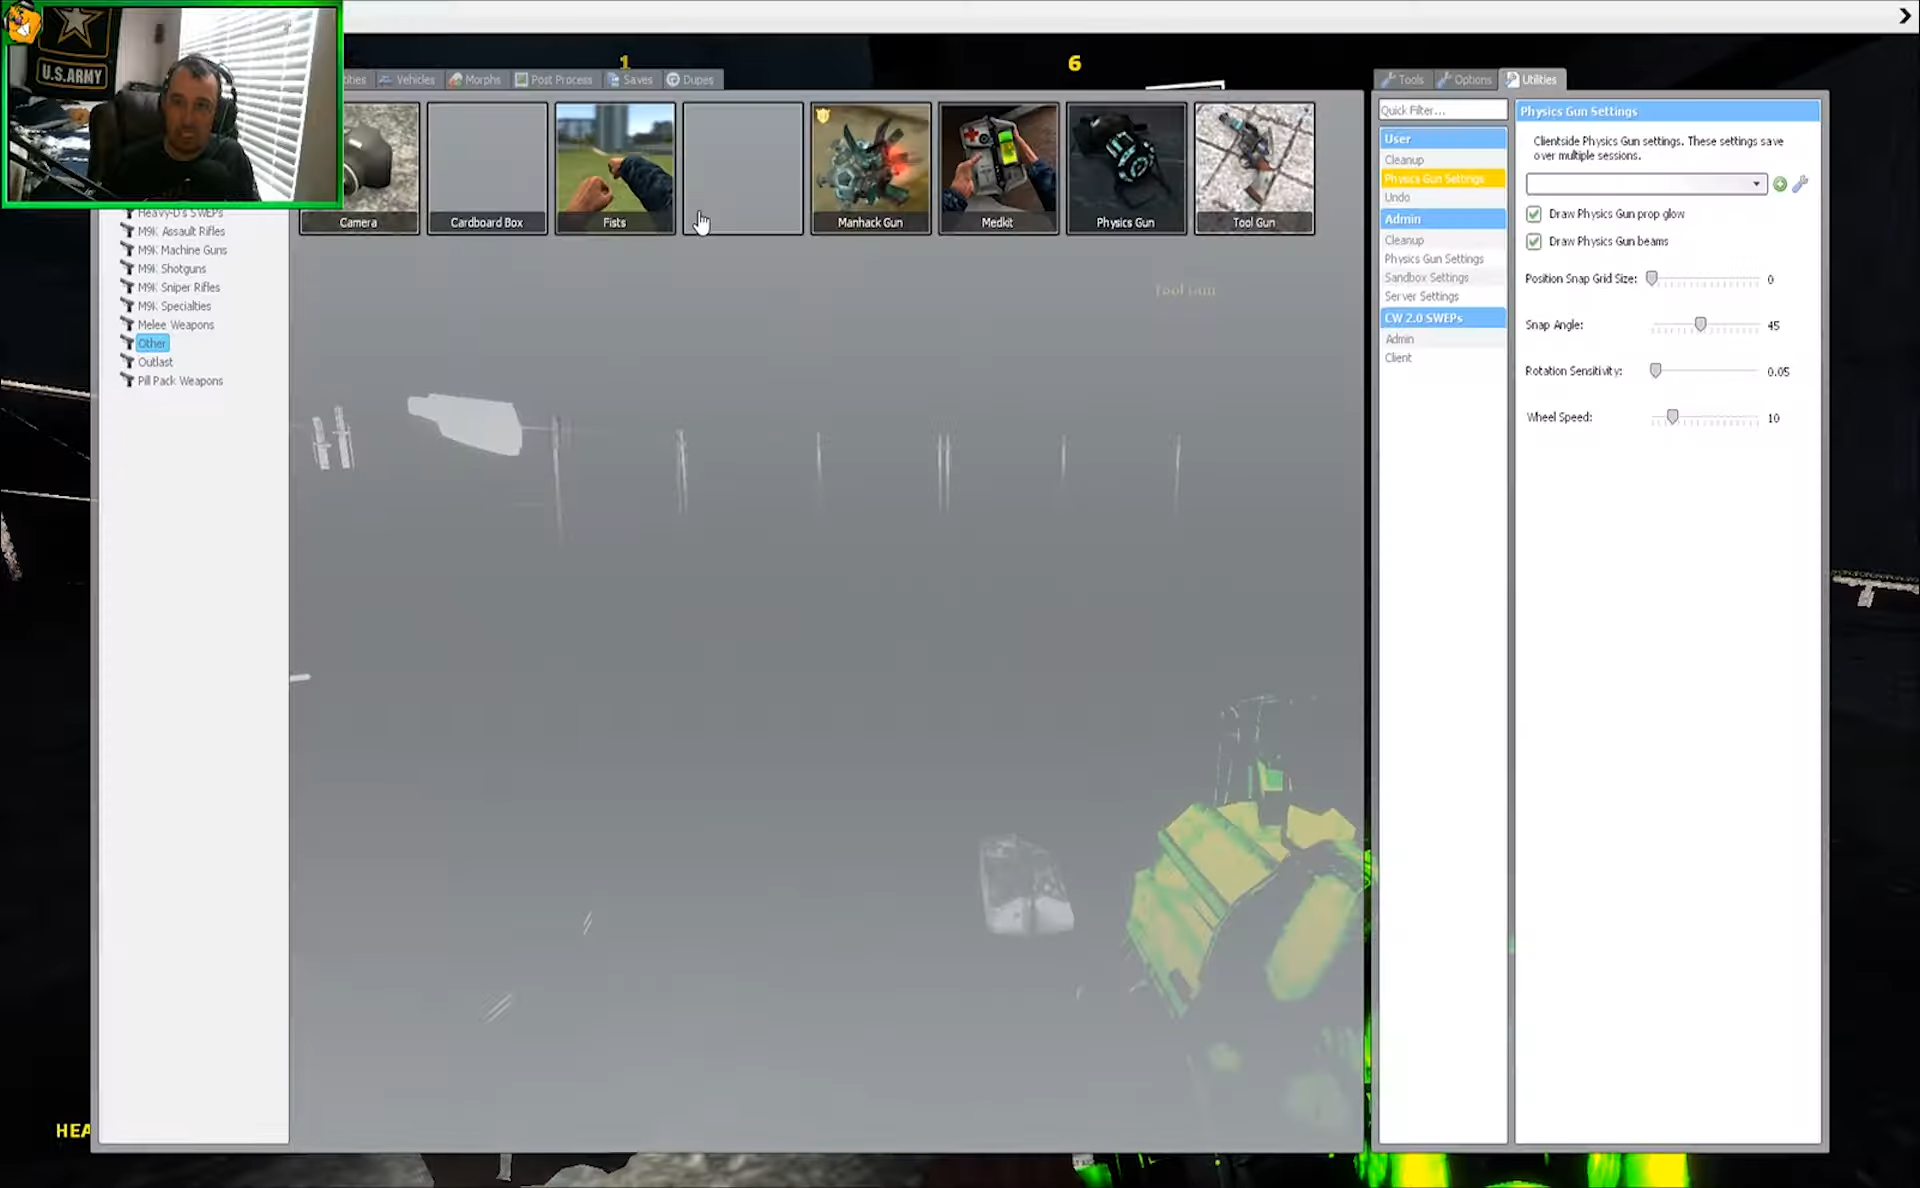 U.S.ARMY
1
6
Vehicles
Morphs
Post Process
Saves
Dupes
Tools
Options
Utilities
Camera
Cardboard Box
Fists
Manhack Gun
Medkit
Physics Gun
Tool Gun
Heavy-D's SWEPs
M9K Assault Rifles
M9K Machine Guns
M9K Shotguns
M9K Sniper Rifles
M9K Specialties
Melee Weapons
Other
Outlast
Pill Pack Weapons
Tool Gun
Quick Filter...
User
Cleanup
Physics Gun Settings
Undo
Admin
Cleanup
Physics Gun Settings
Sandbox Settings
Server Settings
CW 2.0 SWEPs
Admin
Client
Physics Gun Settings
Clientside Physics Gun settings. These settings save
over multiple sessions.
Draw Physics Gun prop glow
Draw Physics Gun beams
Position Snap Grid Size: 0
Snap Angle: 45
Rotation Sensitivity: 0.05
Wheel Speed: 10
HEA